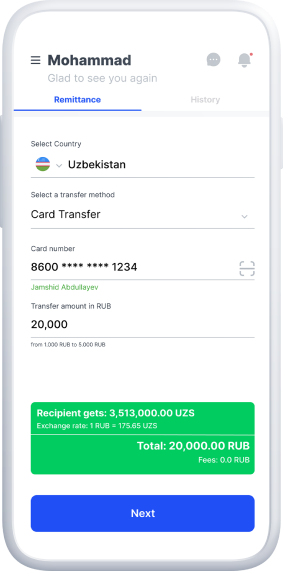 Mohammad
Glad to see you again
Remittance
History
Select Country
Uzbekistan
Select a transfer method
Card Transfer
Card number
8600 **** **** 1234
Jamshid Abdullayev
Transfer amount in RUB
20,000
from 1,000 RUB to 5,000 RUB
Recipient gets: 3,513,000.00 UZS
Exchange rate: 1 RUB = 175.65 UZS
Total: 20,000.00 RUB
Fees: 0.0 RUB
Next